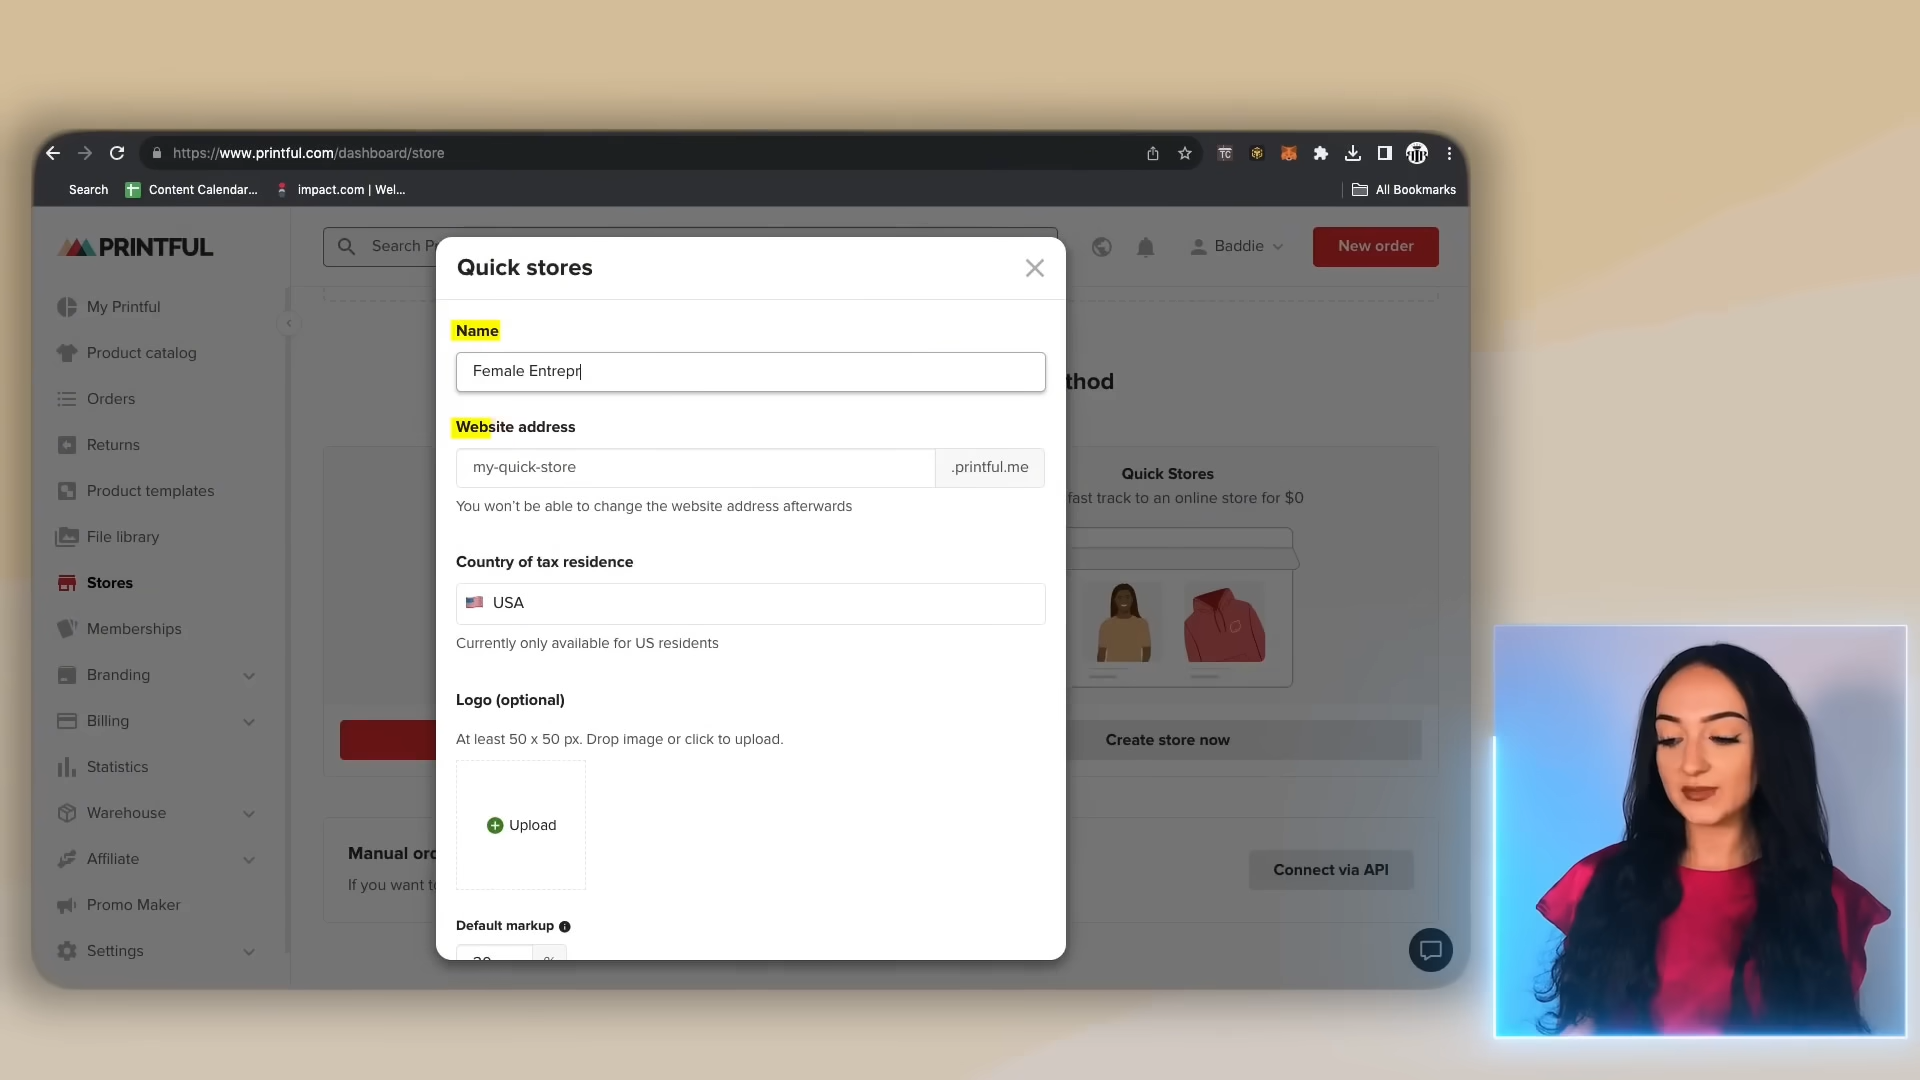 https://www.printful.com/dashboard/store
TC
Search
Content Calendar...
impact.com | Wel...
All Bookmarks
PRINTFUL
Search P
Baddie
New order
My Printful
Product catalog
Orders
Returns
Product templates
File library
Stores
Memberships
Branding
Billing
Statistics
Warehouse
Affiliate
Promo Maker
Settings
Quick stores
Name
Female Entrepr
Website address
my-quick-store
.printful.me
You won't be able to change the website address afterwards
Country of tax residence
USA
Currently only available for US residents
Logo (optional)
At least 50 x 50 px. Drop image or click to upload.
Upload
Default markup
%
thod
Quick Stores
fast track to an online store for $0
Create store now
Manual ord
If you want to
Connect via API